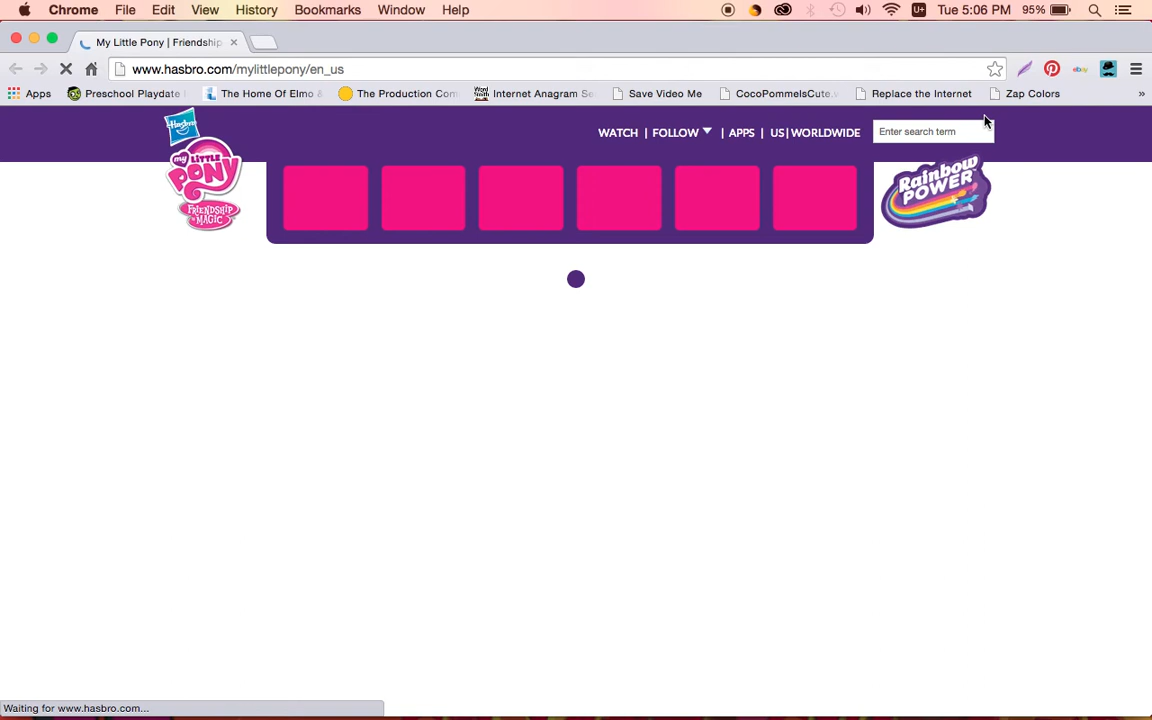 Chrome File Edit View History Bookmarks Window Help U+ Tue 5:06 PM 95%
My Little Pony | Friendship
www.hasbro.com/mylittlepony/en_us
Apps Preschool Playdate The Home Of Elmo & The Production Com Internet Anagram Se Save Video Me CocoPommelsCute.w Replace the Internet Zap Colors »
Hasbro
my LiTTLE PONY
FRiENDSHiP is MAGiC
WATCH | FOLLOW | APPS | US|WORLDWIDE Enter search term
Rainbow POWER
Waiting for www.hasbro.com...